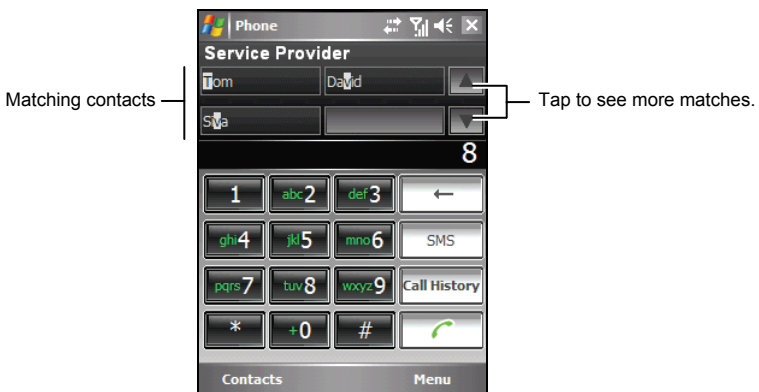 Phone
Service Provider
Tom David
Matching contacts
Tap to see more matches.
Siva
8
1 abc2 def3 ←
ghi4 jkl5 mno6 SMS
pqrs7 tuv8 wxyz9 Call History
* +0 #
Contacts Menu